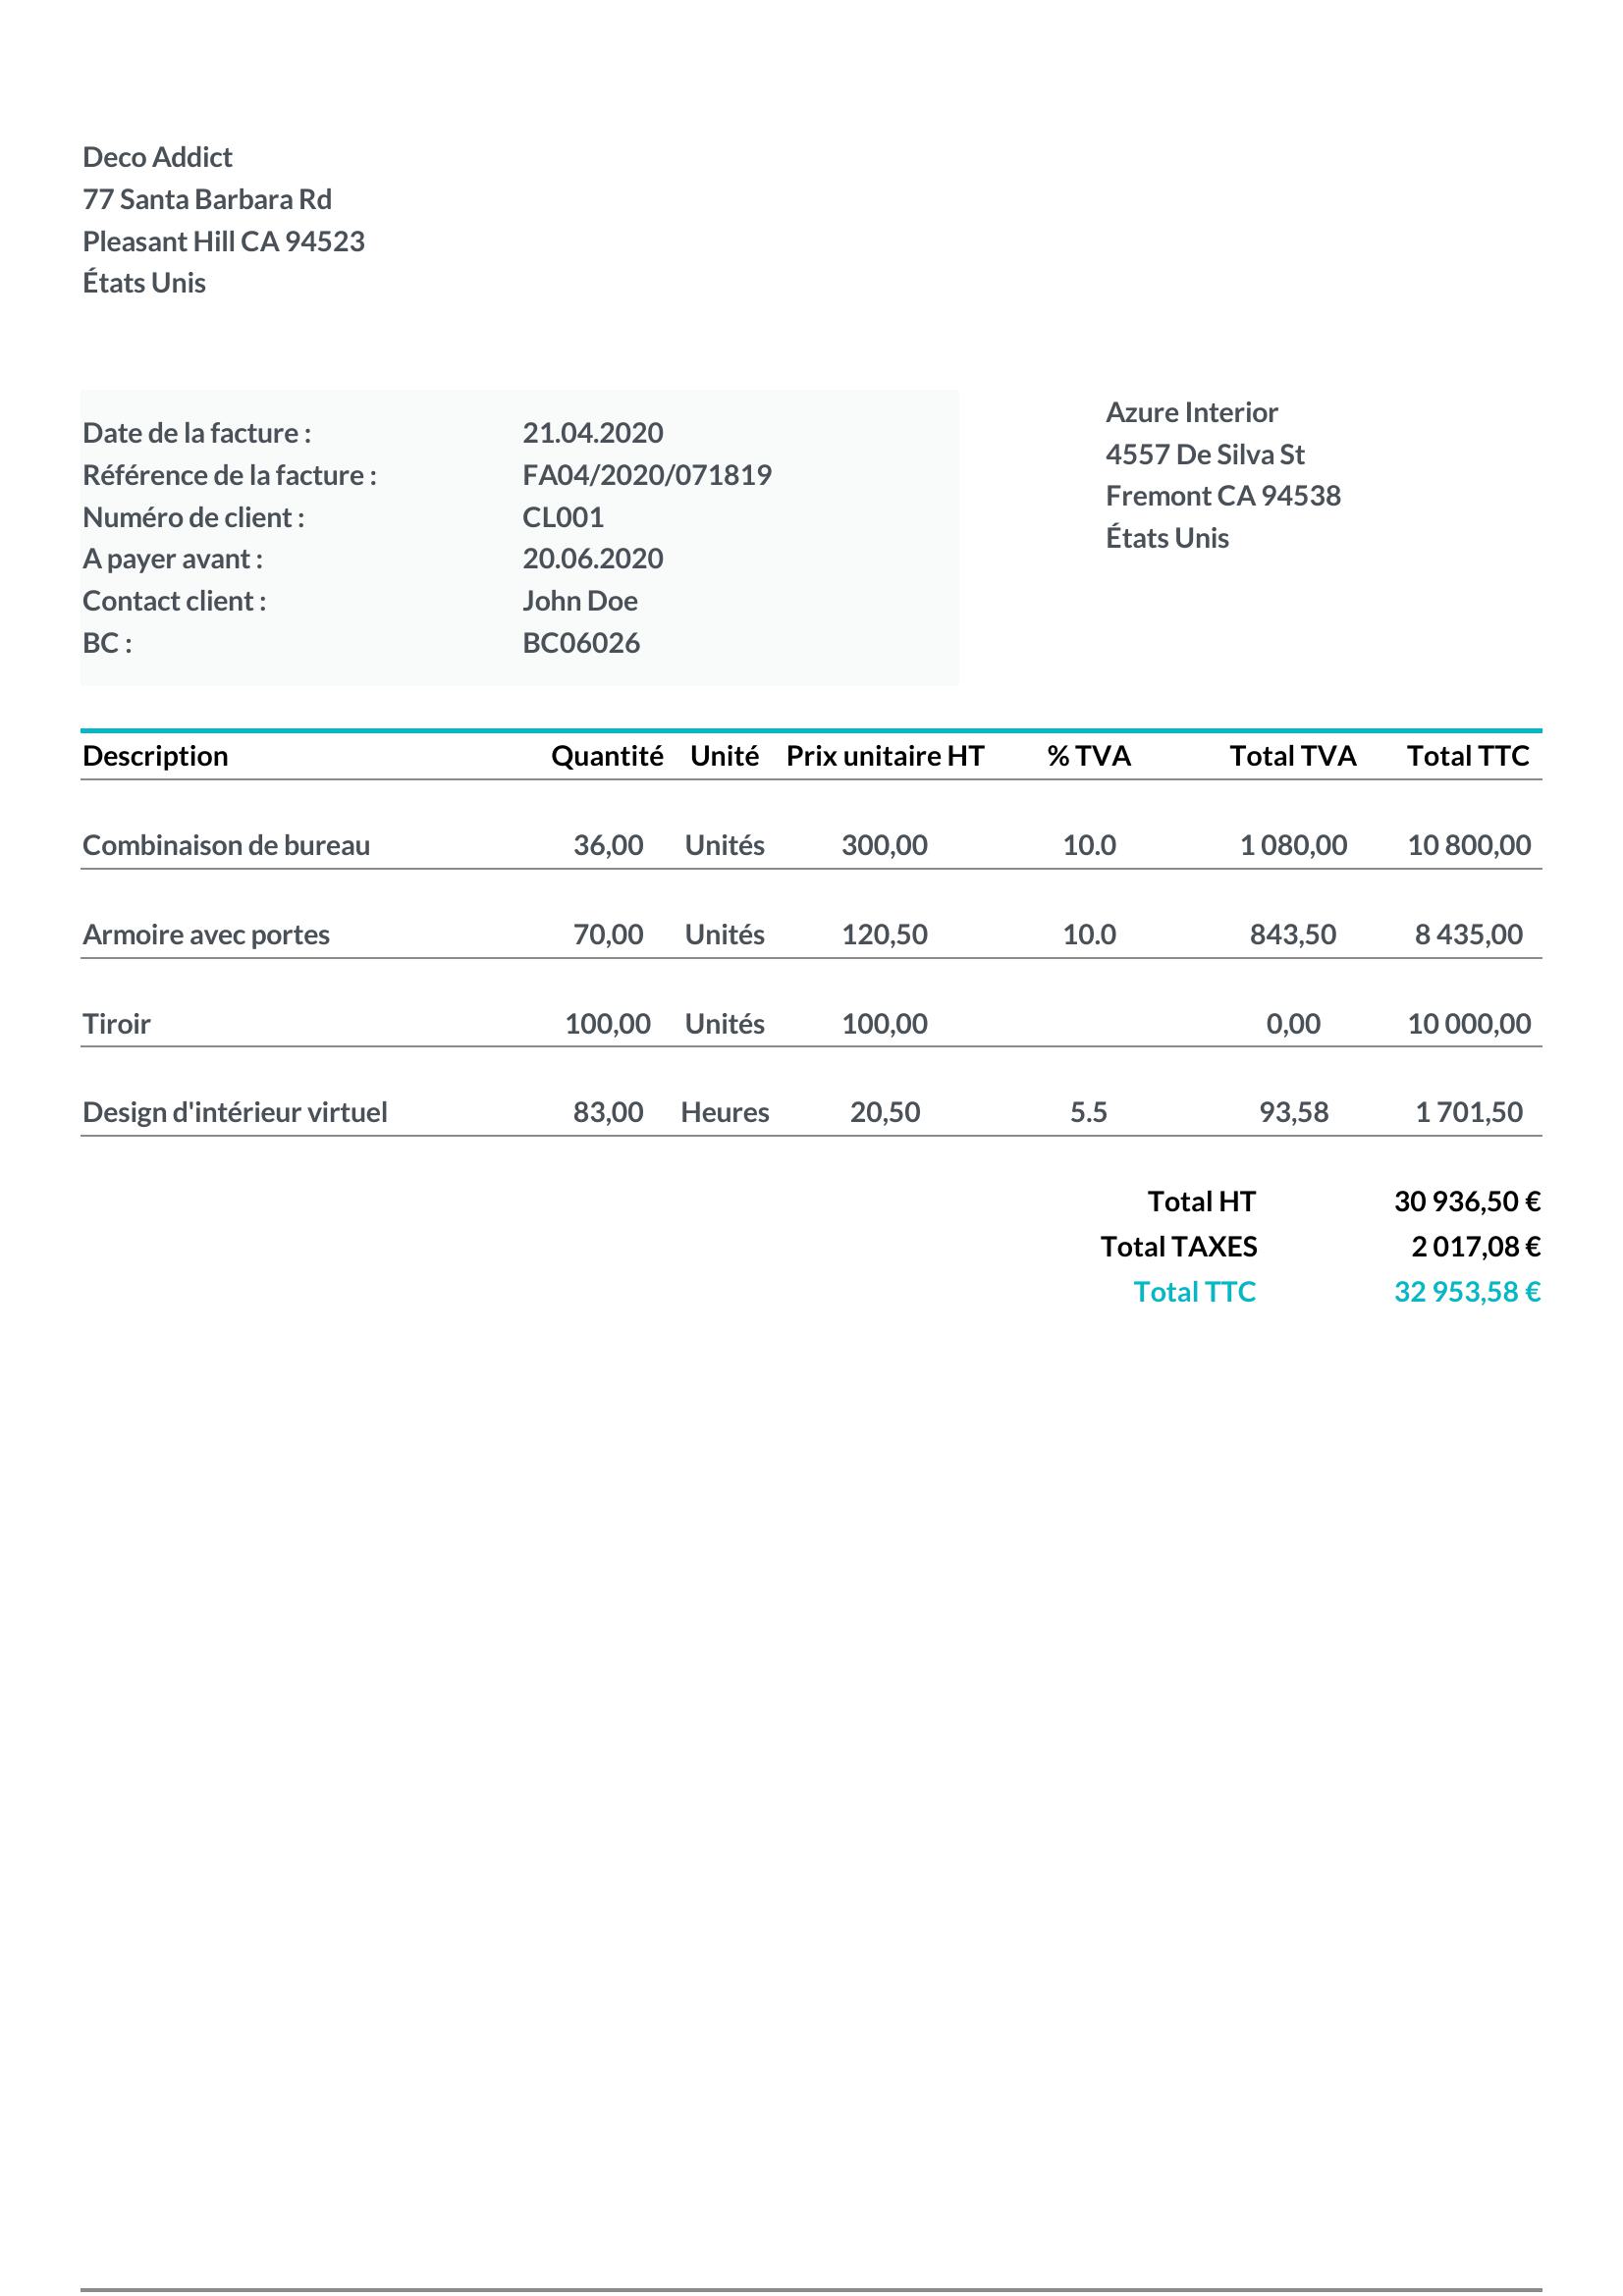 Deco Addict
77 Santa Barbara Rd
Pleasant Hill CA 94523
États Unis
Date de la facture : 21.04.2020
Référence de la facture : FA04/2020/071819
Numéro de client : CL001
A payer avant : 20.06.2020
Contact client : John Doe
BC : BC06026
Azure Interior
4557 De Silva St
Fremont CA 94538
États Unis
Description Quantité Unité Prix unitaire HT % TVA Total TVA Total TTC
Combinaison de bureau 36,00 Unités 300,00 10.0 1 080,00 10 800,00
Armoire avec portes 70,00 Unités 120,50 10.0 843,50 8 435,00
Tiroir 100,00 Unités 100,00 0,00 10 000,00
Design d'intérieur virtuel 83,00 Heures 20,50 5.5 93,58 1 701,50
Total HT 30 936,50 €
Total TAXES 2 017,08 €
Total TTC 32 953,58 €